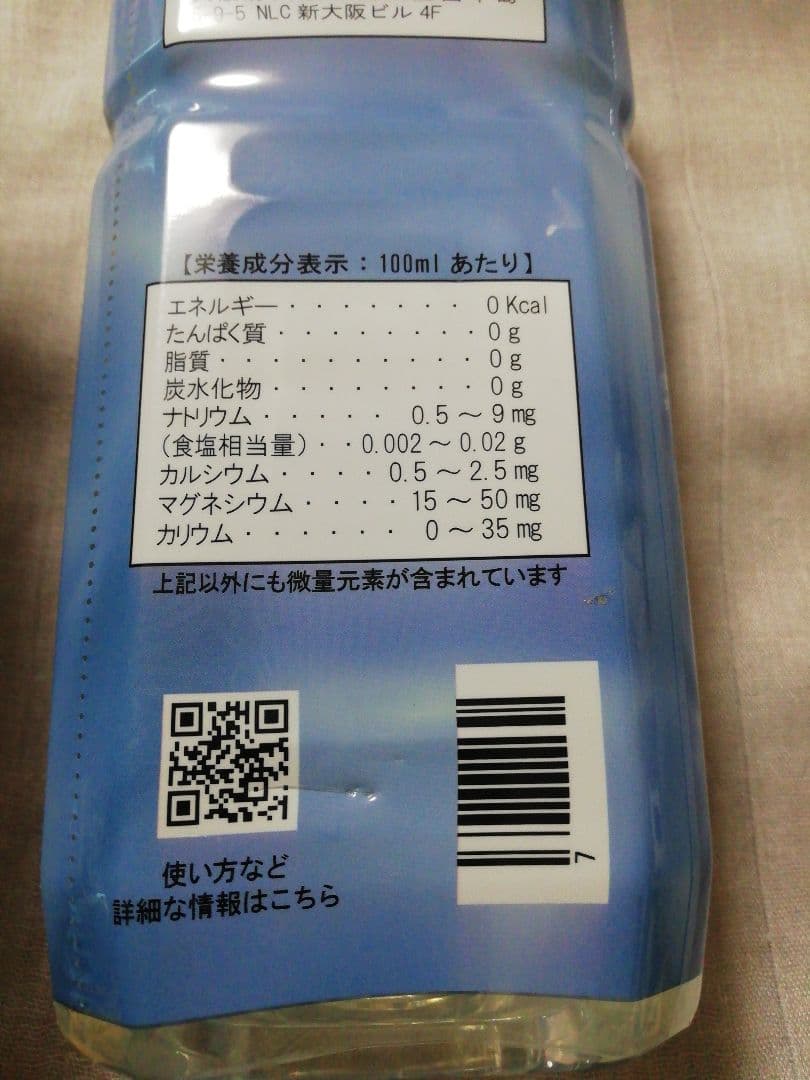 9-5 NLC 新大阪ビル 4F
【栄養成分表示：100ml あたり】
エネルギー・・・・・・・ 0 Kcal
たんぱく質・・・・・・・・ 0 g
脂質・・・・・・・・・・ 0 g
炭水化物・・・・・・・・ 0 g
ナトリウム・・・・・ 0.5 ～ 9 mg
(食塩相当量)・・0.002 ～ 0.02 g
カルシウム・・・・ 0.5 ～ 2.5 mg
マグネシウム・・・・ 15 ～ 50 mg
カリウム・・・・・・ 0 ～ 35 mg
上記以外にも微量元素が含まれています
7
使い方など
詳細な情報はこちら